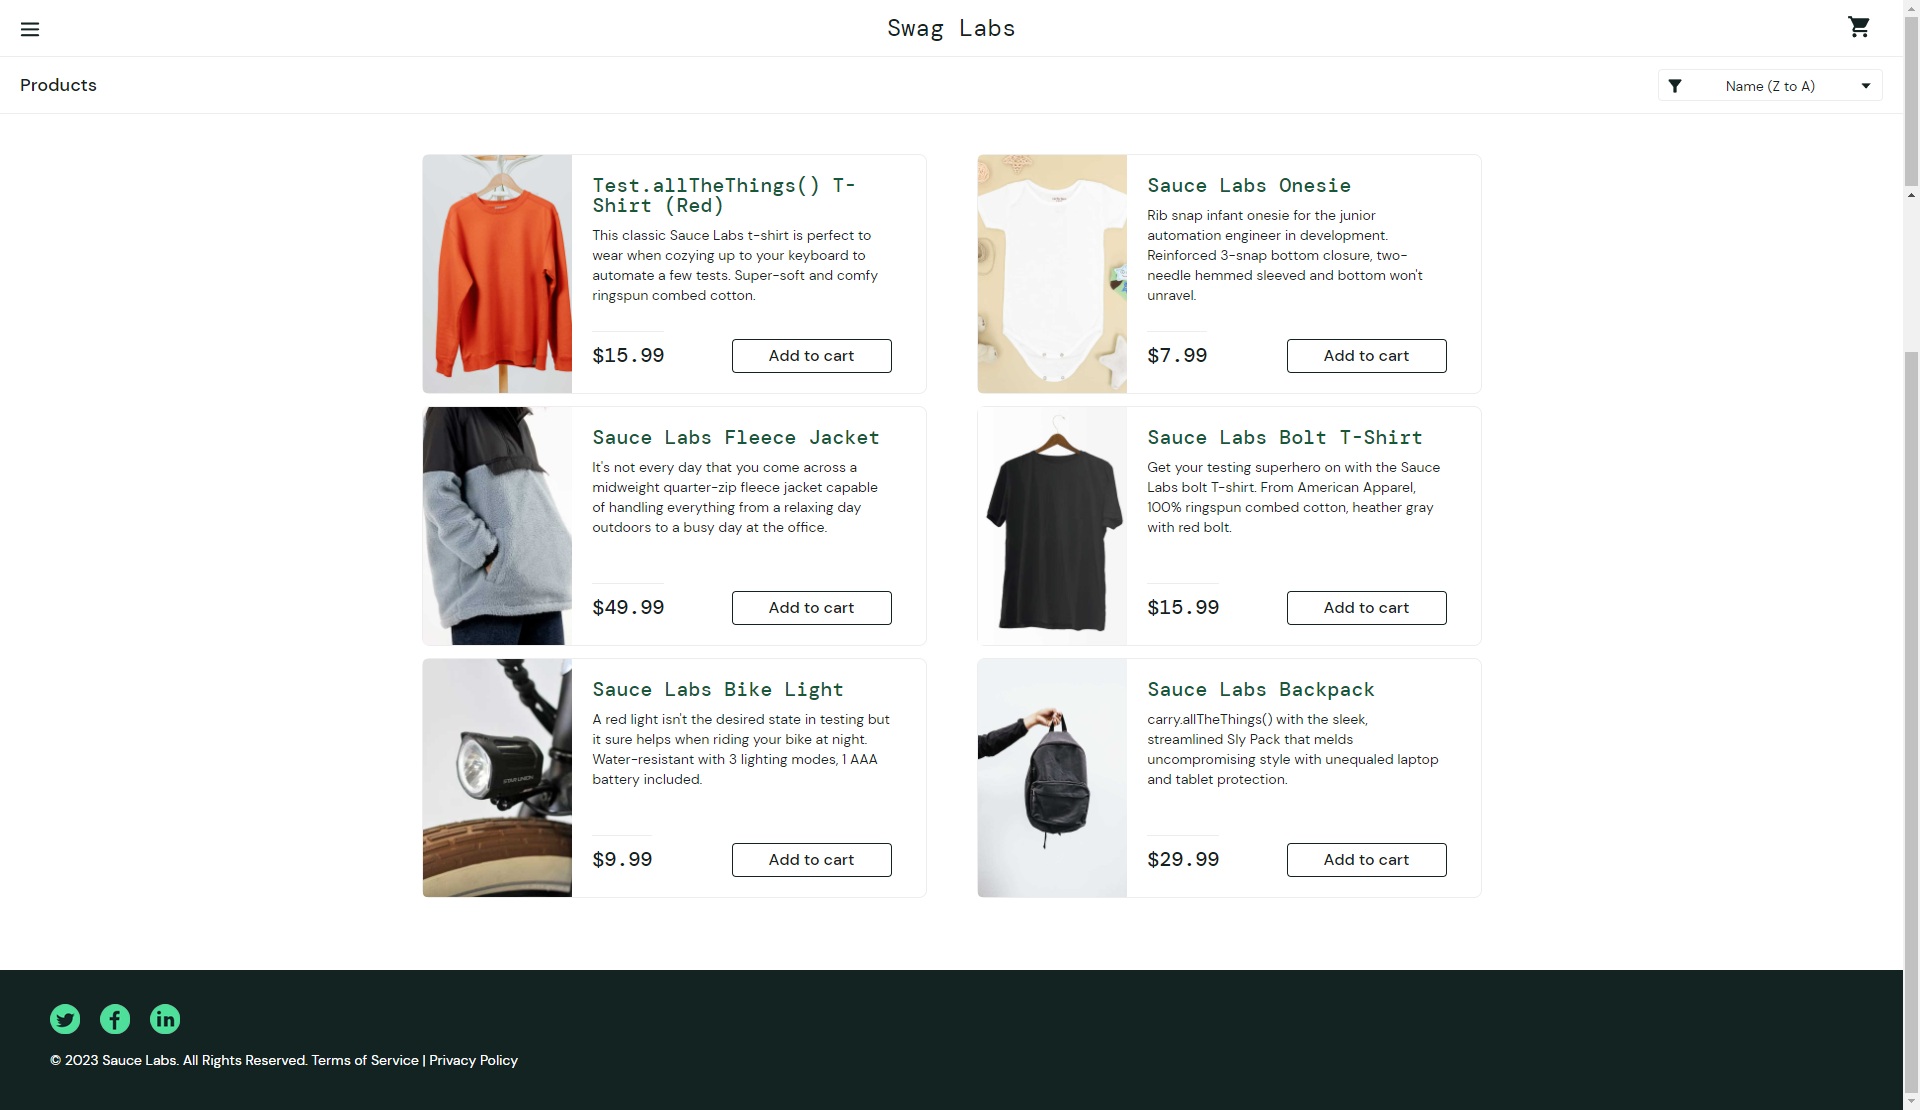 Swag Labs
Products
Name (Z to A)
Test.allTheThings() T-
Shirt (Red)
This classic Sauce Labs t-shirt is perfect to
wear when cozying up to your keyboard to
automate a few tests. Super-soft and comfy
ringspun combed cotton.
$15.99
Add to cart
Sauce Labs Onesie
Rib snap infant onesie for the junior
automation engineer in development.
Reinforced 3-snap bottom closure, two-
needle hemmed sleeved and bottom won't
unravel.
$7.99
Add to cart
Sauce Labs Fleece Jacket
It's not every day that you come across a
midweight quarter-zip fleece jacket capable
of handling everything from a relaxing day
outdoors to a busy day at the office.
$49.99
Add to cart
Sauce Labs Bolt T-Shirt
Get your testing superhero on with the Sauce
Labs bolt T-shirt. From American Apparel,
100% ringspun combed cotton, heather gray
with red bolt.
$15.99
Add to cart
STAR UNION
Sauce Labs Bike Light
A red light isn't the desired state in testing but
it sure helps when riding your bike at night.
Water-resistant with 3 lighting modes, 1 AAA
battery included.
$9.99
Add to cart
Sauce Labs Backpack
carry.allTheThings() with the sleek,
streamlined Sly Pack that melds
uncompromising style with unequaled laptop
and tablet protection.
$29.99
Add to cart
© 2023 Sauce Labs. All Rights Reserved. Terms of Service | Privacy Policy